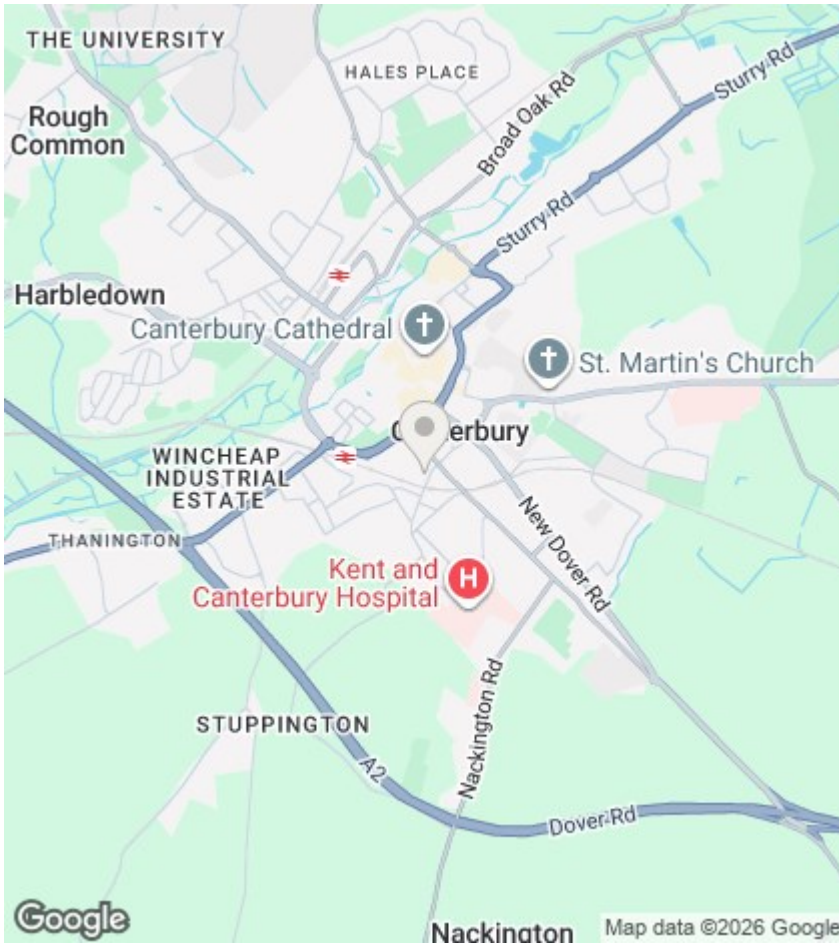 THE UNIVERSITY
HALES PLACE
Sturry Rd
Rough
Common
Broad Oak Rd
Sturry Rd
Harbledown
Canterbury Cathedral
St. Martin's Church
WINCHEAP
INDUSTRIAL
ESTATE
THANINGTON
New Dover Rd
Kent and
Canterbury Hospital
H
STUPPINGTON
Nackington Rd
A2
Dover Rd
Google
Nackington
Map data ©2026 Google